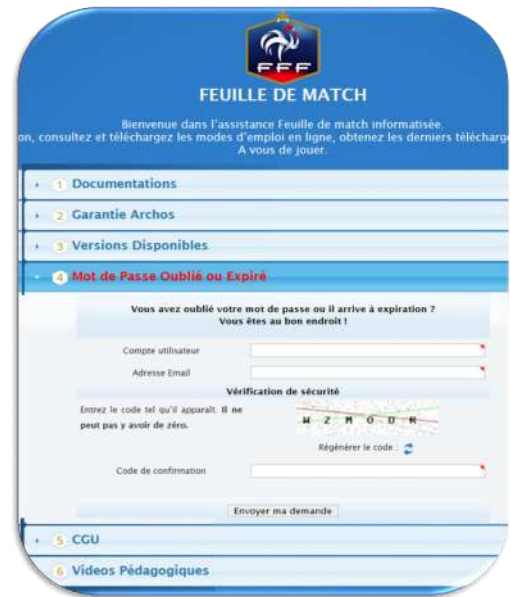 FFF
FEUILLE DE MATCH
Bienvenue dans l'assistance Feuille de match informatisée.
on, consultez et téléchargez les modes d'emploi en ligne, obtenez les derniers télécharg
A vous de jouer.
1 Documentations
2 Garantie Archos
3 Versions Disponibles
4 Mot de Passe Oublié ou Expiré
Vous avez oublié votre mot de passe ou il arrive à expiration ?
Vous êtes au bon endroit !
Compte utilisateur
Adresse Email
Vérification de sécurité
Entrez le code tel qu'il apparaît. Il ne
peut pas y avoir de zéro.
W Z M O O R
Régénérer le code :
Code de confirmation
Envoyer ma demande
5 CGU
6 Videos Pédagogiques